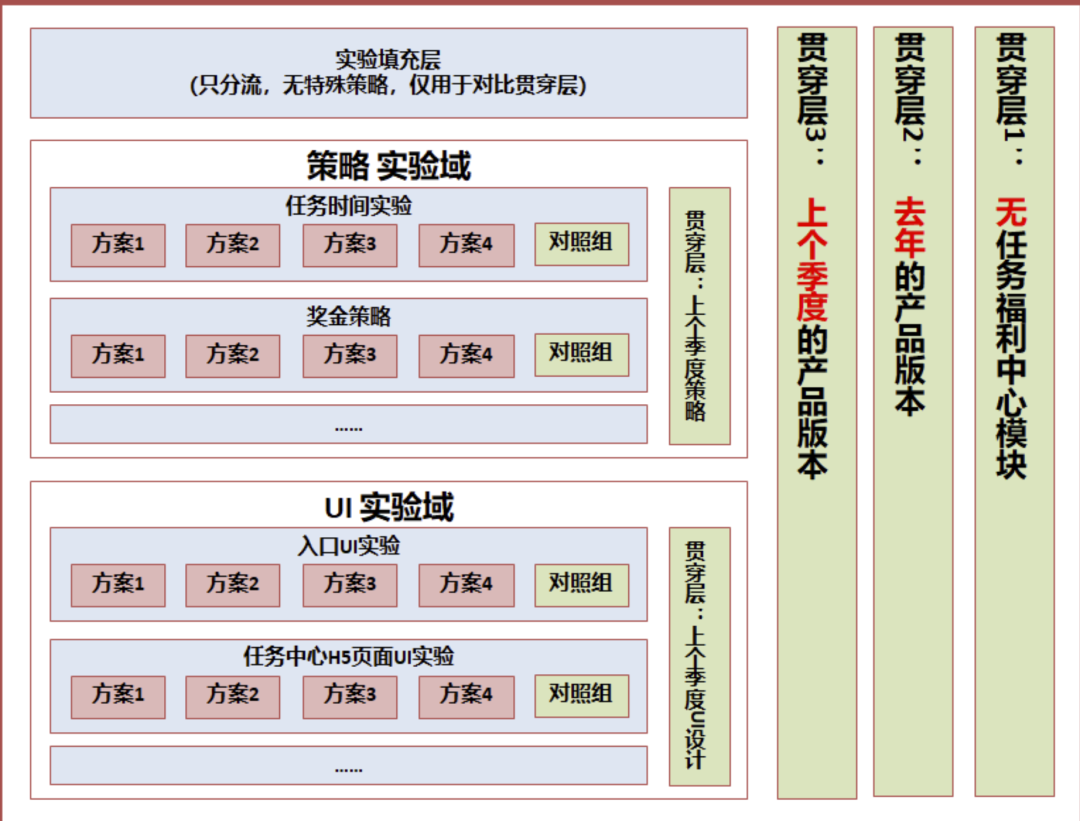 实验填充层
(只分流，无特殊策略，仅用于对比贯穿层)
策略 实验域
任务时间实验
方案1 方案2 方案3 方案4 对照组
奖金策略
方案1 方案2 方案3 方案4 对照组
......
贯穿层：上个季度策略
UI 实验域
入口UI实验
方案1 方案2 方案3 方案4 对照组
任务中心H5页面UI实验
方案1 方案2 方案3 方案4 对照组
......
贯穿层：上个季度UI设计
贯穿层3：上个季度的产品版本
贯穿层2：去年的产品版本
贯穿层1：无任务福利中心模块